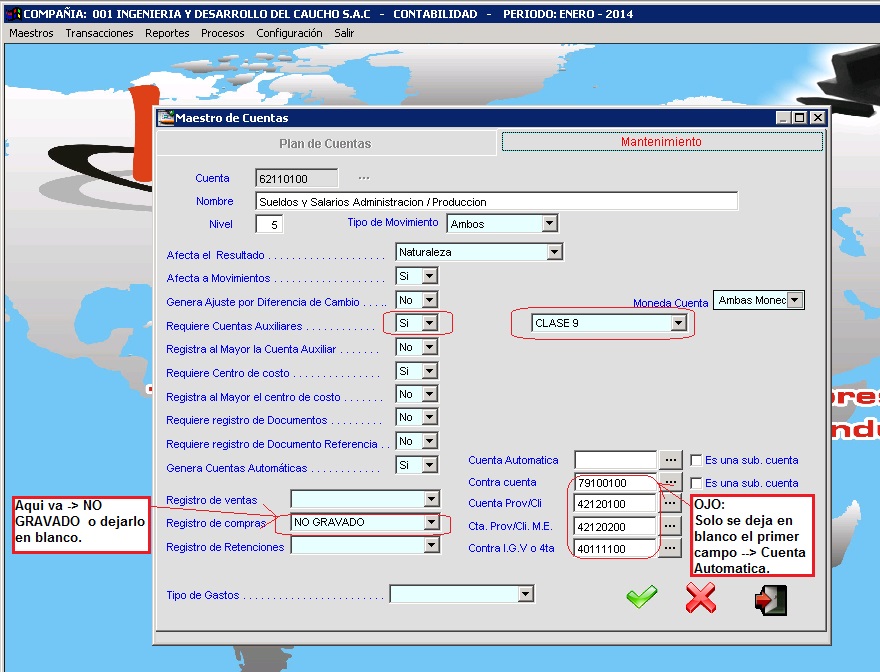 COMPAÑIA: 001 INGENIERIA Y DESARROLLO DEL CAUCHO S.A.C - CONTABILIDAD - PERIODO: ENERO - 2014
Maestros Transacciones Reportes Procesos Configuración Salir
Maestro de Cuentas
Plan de Cuentas Mantenimiento
Cuenta 62110100 ...
Nombre Sueldos y Salarios Administracion / Produccion
Nivel 5 Tipo de Movimiento Ambos
Afecta el Resultado . . . . . . . . . . . . . . . . . . . . Naturaleza
Afecta a Movimientos . . . . . . . . . . . . . . . . . . . Si
Genera Ajuste por Diferencia de Cambio . . . . . No Moneda Cuenta Ambas Monec
Requiere Cuentas Auxiliares . . . . . . . . . . . . Si CLASE 9
Registra al Mayor la Cuenta Auxiliar . . . . . . . No
Requiere Centro de costo . . . . . . . . . . . . . . . Si
Registra al Mayor el centro de costo . . . . . . . No
Requiere registro de Documentos . . . . . . . . . No
Requiere registro de Documento Referencia . . No
Genera Cuentas Automáticas . . . . . . . . . . . . Si
Cuenta Automatica ... Es una sub. cuenta
Contra cuenta 79100100 ... Es una sub. cuenta
Cuenta Prov/Cli 42120100 ...
Cta. Prov/Cli. M.E. 42120200 ...
Contra I.G.V o 4ta 40111100 ...
Registro de ventas
Registro de compras NO GRAVADO
Registro de Retenciones
Tipo de Gastos . . . . . . . . . . . . . . . . . . . . . . . .
Aqui va -> NO
GRAVADO o dejarlo
en blanco.
OJO:
Solo se deja en
blanco el primer
campo --> Cuenta
Automatica.